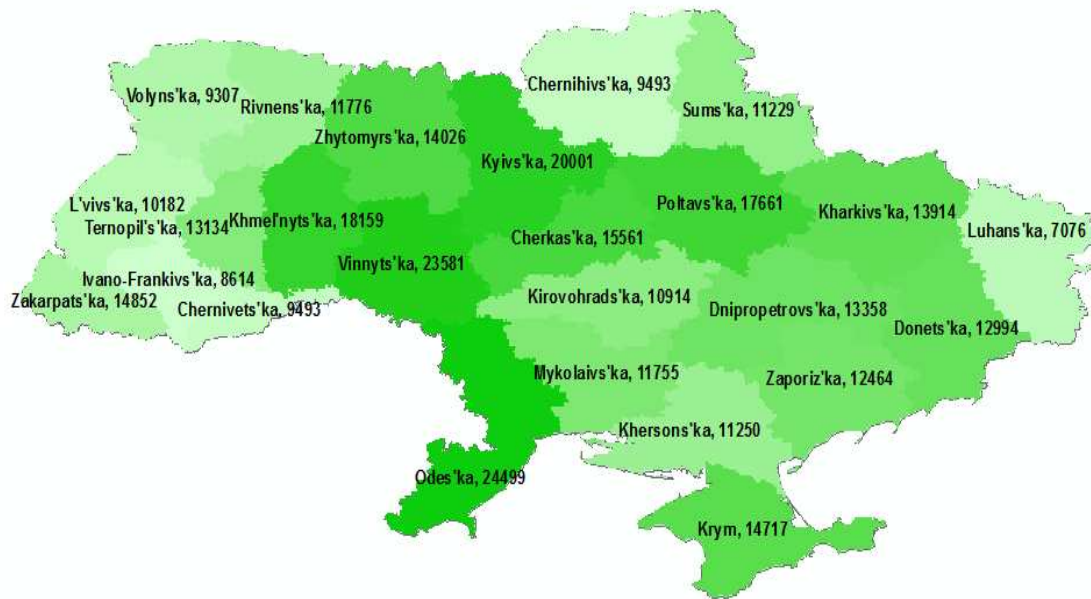 Chernihivs'ka, 9493
Volyns'ka, 9307
Rivnens'ka, 11776
Sums'ka, 11229
Zhytomyrs'ka, 14026
Kyivs'ka, 20001
L'vivs'ka, 10182
Poltavs'ka, 17661
Kharkivs'ka, 13914
Khmel'nyts'ka, 18159
Ternopil's'ka, 13134
Luhans'ka, 7076
Cherkas'ka, 15561
Vinnyts'ka, 23581
Ivano-Frankivs'ka, 8614
Kirovohrads'ka, 10914
Zakarpats'ka, 14852
Chernivets'ka, 9493
Dnipropetrovs'ka, 13358
Donets'ka, 12994
Mykolaivs'ka, 11755
Zaporiz'ka, 12464
Khersons'ka, 11250
Odes'ka, 24499
Krym, 14717